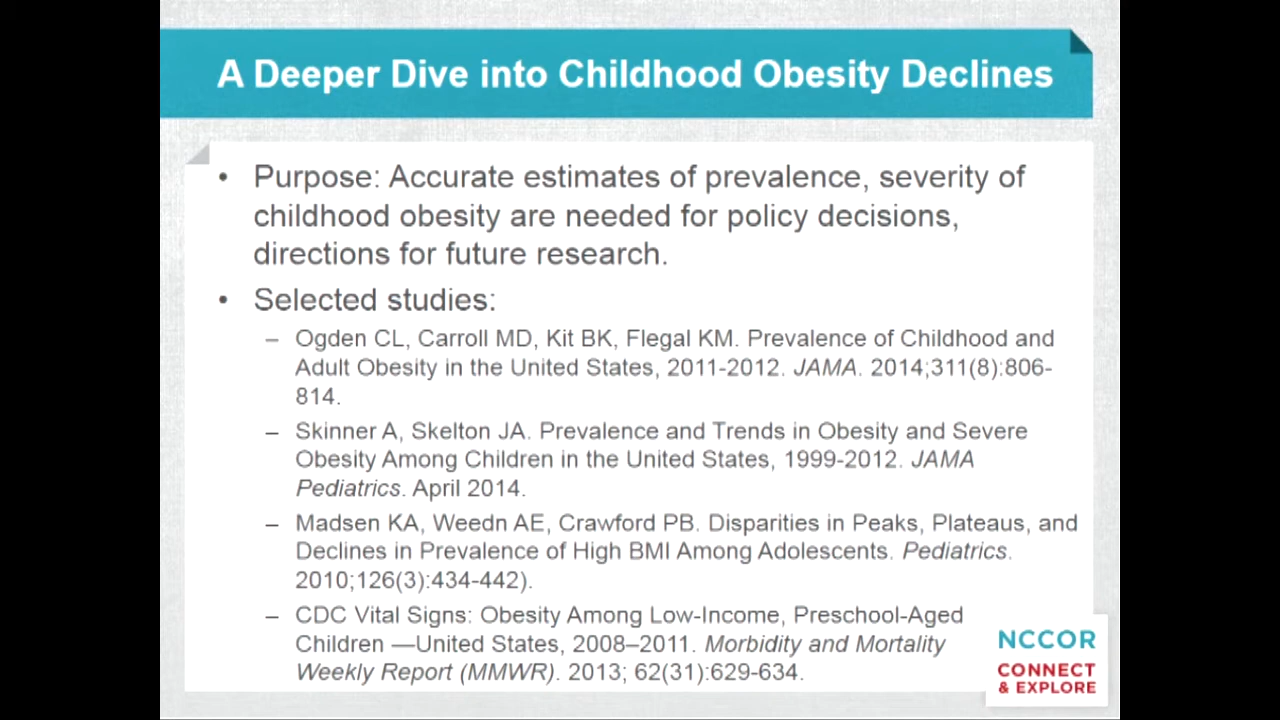 A Deeper Dive into Childhood Obesity Declines
• Purpose: Accurate estimates of prevalence, severity of
childhood obesity are needed for policy decisions,
directions for future research.
• Selected studies:
– Ogden CL, Carroll MD, Kit BK, Flegal KM. Prevalence of Childhood and
Adult Obesity in the United States, 2011-2012. JAMA. 2014;311(8):806-
814.
– Skinner A, Skelton JA. Prevalence and Trends in Obesity and Severe
Obesity Among Children in the United States, 1999-2012. JAMA
Pediatrics. April 2014.
– Madsen KA, Weedn AE, Crawford PB. Disparities in Peaks, Plateaus, and
Declines in Prevalence of High BMI Among Adolescents. Pediatrics.
2010;126(3):434-442).
– CDC Vital Signs: Obesity Among Low-Income, Preschool-Aged
Children —United States, 2008–2011. Morbidity and Mortality
Weekly Report (MMWR). 2013; 62(31):629-634.
NCCOR
CONNECT
& EXPLORE